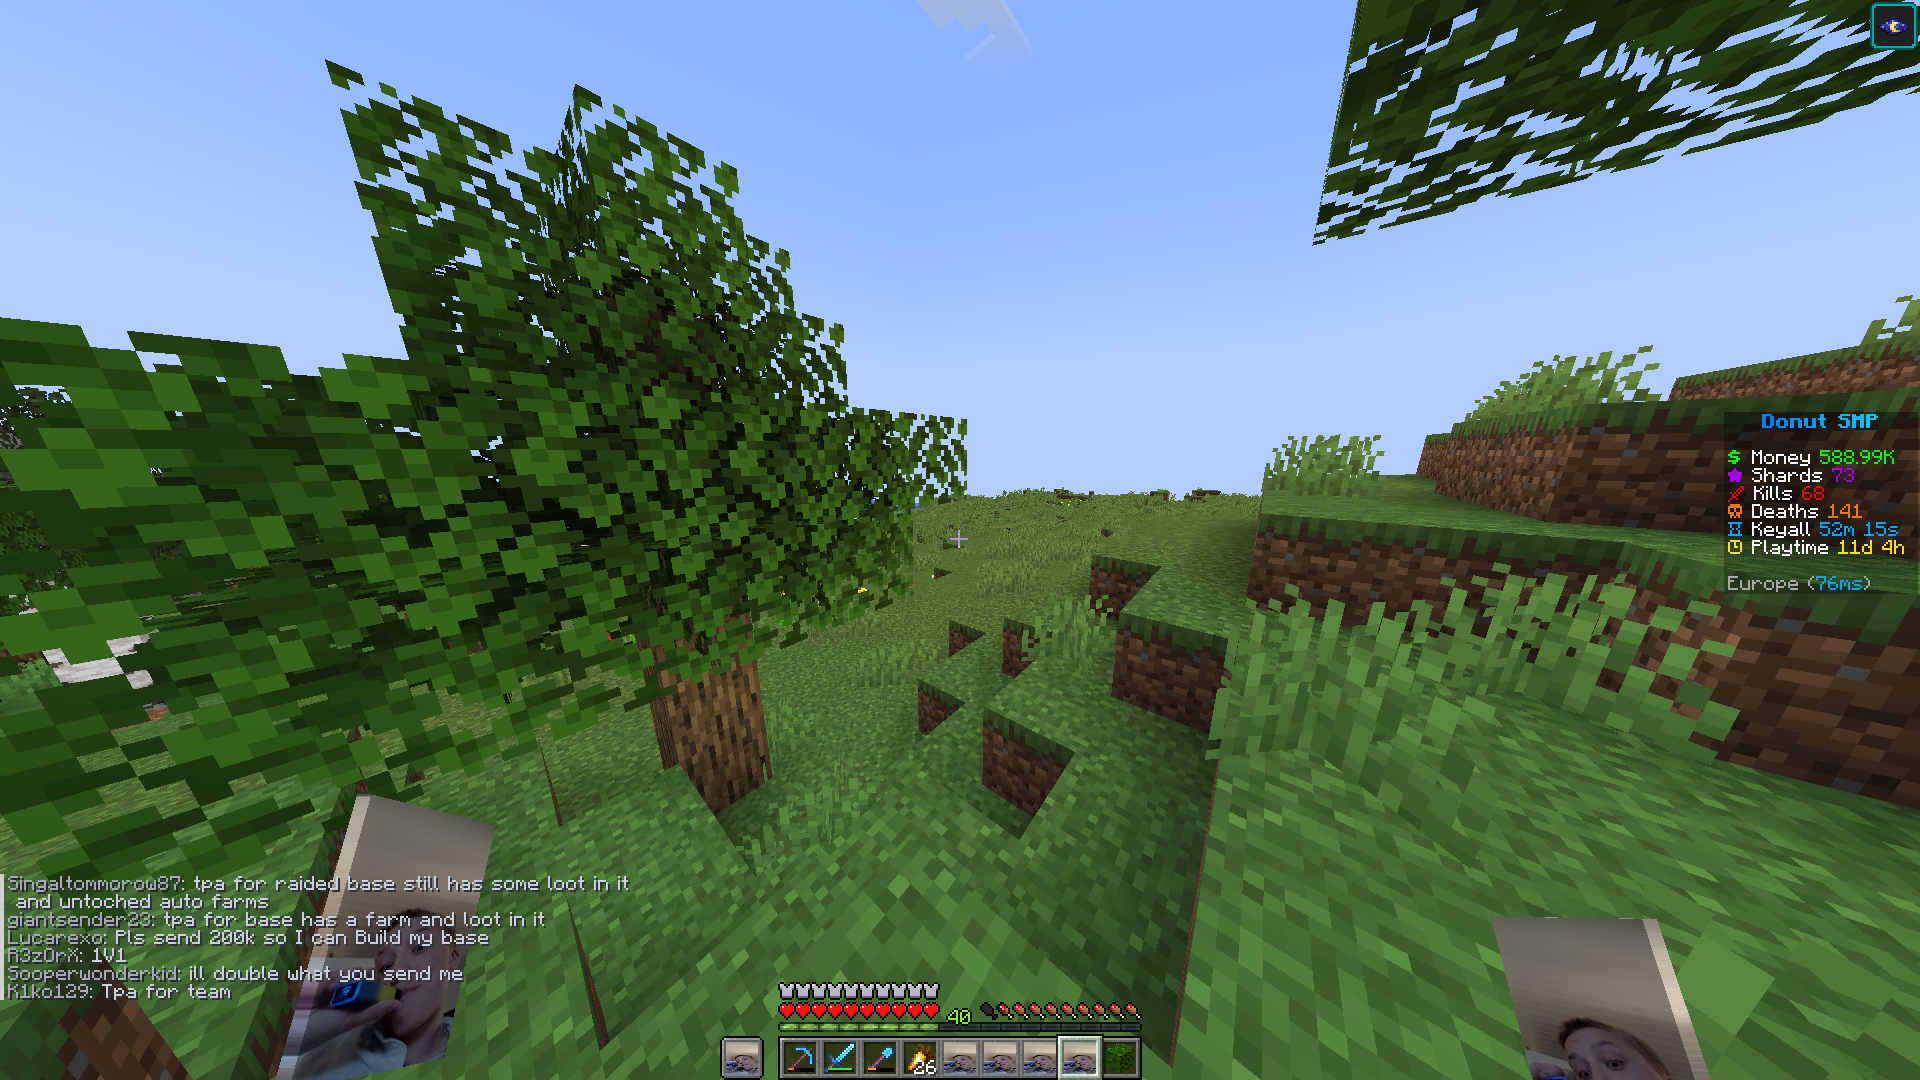 Donut SMP
$ Money 588.99K
Shards 73
Kills 68
Deaths 141
Keyall 52m 15s
Playtime 11d 4h
Europe (76ms)
Singaltommorow87: tpa for raided base still has some loot in it
and untoched auto farms
giantsender23: tpa for base has a farm and loot in it
Lucarexo: Pls send 200k so I can Build my base
R3z0rX: 1V1
Sooperwonderkid: ill double what you send me
K1ko129: Tpa for team
40
26